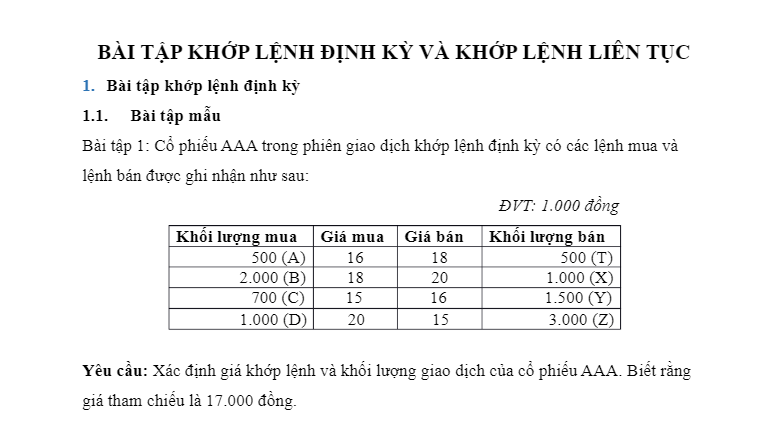 BÀI TẬP KHỚP LỆNH ĐỊNH KỲ VÀ KHỚP LỆNH LIÊN TỤC
1. Bài tập khớp lệnh định kỳ
1.1. Bài tập mẫu
Bài tập 1: Cổ phiếu AAA trong phiên giao dịch khớp lệnh định kỳ có các lệnh mua và
lệnh bán được ghi nhận như sau:
ĐVT: 1.000 đồng
Khối lượng mua Giá mua Giá bán Khối lượng bán
500 (A) 16 18 500 (T)
2.000 (B) 18 20 1.000 (X)
700 (C) 15 16 1.500 (Y)
1.000 (D) 20 15 3.000 (Z)
Yêu cầu: Xác định giá khớp lệnh và khối lượng giao dịch của cổ phiếu AAA. Biết rằng
giá tham chiếu là 17.000 đồng.